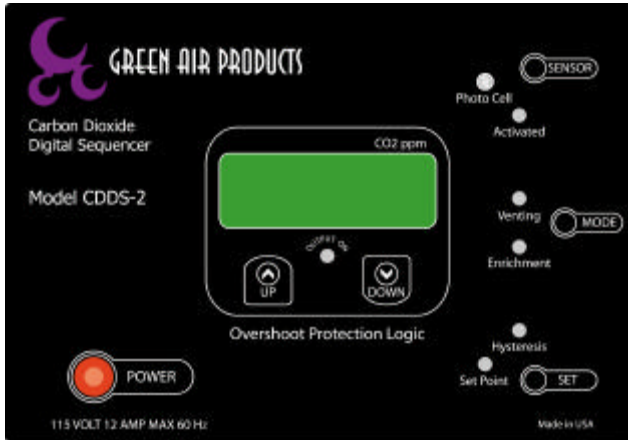 GREEN AIR PRODUCTS
SENSOR
Photo Cell
Activated
Carbon Dioxide
Digital Sequencer
CO2 ppm
Model CDDS-2
Venting
MODE
OUTPUT ON
Enrichment
UP
DOWN
Overshoot Protection Logic
Hysteresis
Set Point
SET
POWER
115 VOLT 12 AMP MAX 60 Hz
Made in USA